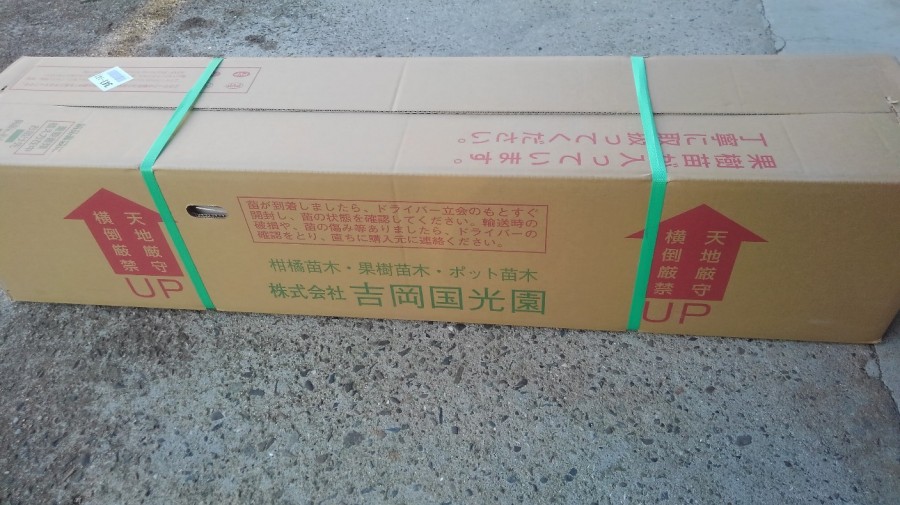 果樹苗が入っています。
丁寧に取扱ってください。
天地厳守
横倒厳禁
UP
苗が到着しましたら、ドライバー立会のもとすぐ
開封し、苗の状態を確認してください。輸送時の
破損や、苗の傷み等ありましたら、ドライバーの
確認をとり、直ちに購入元に連絡ください。
柑橘苗木・果樹苗木・ポット苗木
株式会社 吉岡国光園
天地厳守
横倒厳禁
UP